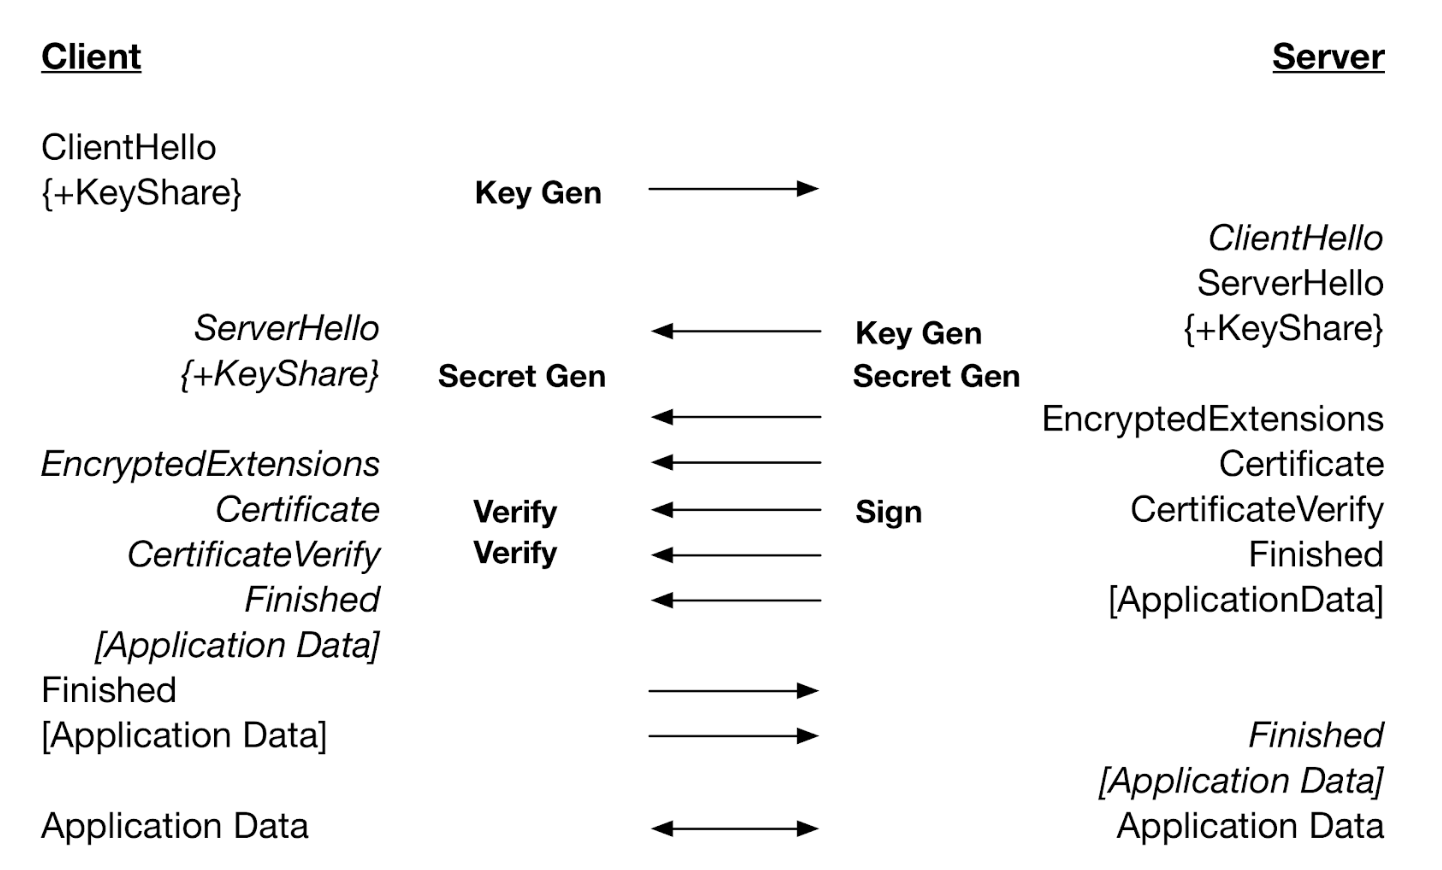 Client Server
ClientHello
{+KeyShare} Key Gen
ClientHello
ServerHello
ServerHello Key Gen {+KeyShare}
{+KeyShare} Secret Gen Secret Gen
EncryptedExtensions
EncryptedExtensions Certificate
Certificate Verify Sign CertificateVerify
CertificateVerify Verify Finished
Finished [ApplicationData]
[Application Data]
Finished
[Application Data] Finished
[Application Data]
Application Data Application Data